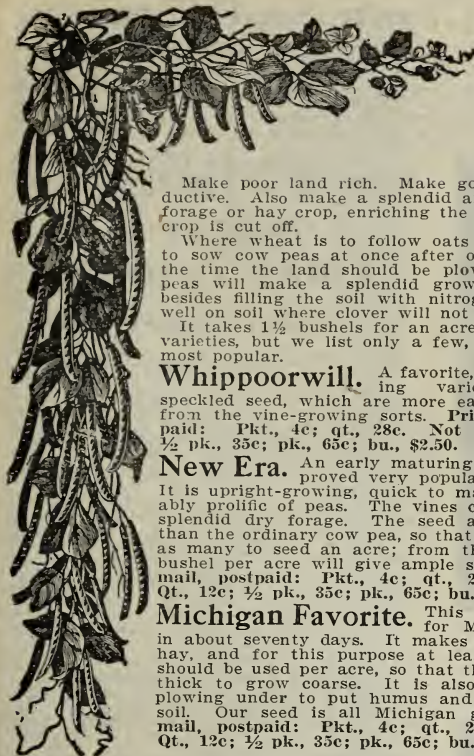 Make poor land rich. Make go
ductive. Also make a splendid a
forage or hay crop, enriching the
crop is cut off.
Where wheat is to follow oats
to sow cow peas at once after o
the time the land should be plo
peas will make a splendid grow
besides filling the soil with nitrog
well on soil where clover will not
It takes 1½ bushels for an acre
varieties, but we list only a few,
most popular.
Whippoorwill. A favorite,
ing varie
speckled seed, which are more ea
from the vine-growing sorts. Pri
paid: Pkt., 4c; qt., 28c. Not
½ pk., 35c; pk., 65c; bu., $2.50.
New Era. An early maturing
proved very popula
It is upright-growing, quick to m
ably prolific of peas. The vines c
splendid dry forage. The seed a
than the ordinary cow pea, so that
as many to seed an acre; from th
bushel per acre will give ample s
mail, postpaid: Pkt., 4c; qt., 2
Qt., 12c; ½ pk., 35c; pk., 65c; bu.
Michigan Favorite. This
for M
in about seventy days. It makes
hay, and for this purpose at lea
should be used per acre, so that th
thick to grow coarse. It is also
plowing under to put humus and
soil. Our seed is all Michigan g
mail, postpaid: Pkt., 4c; qt., 2
Qt., 12c; ½ pk., 35c; pk., 65c; bu.